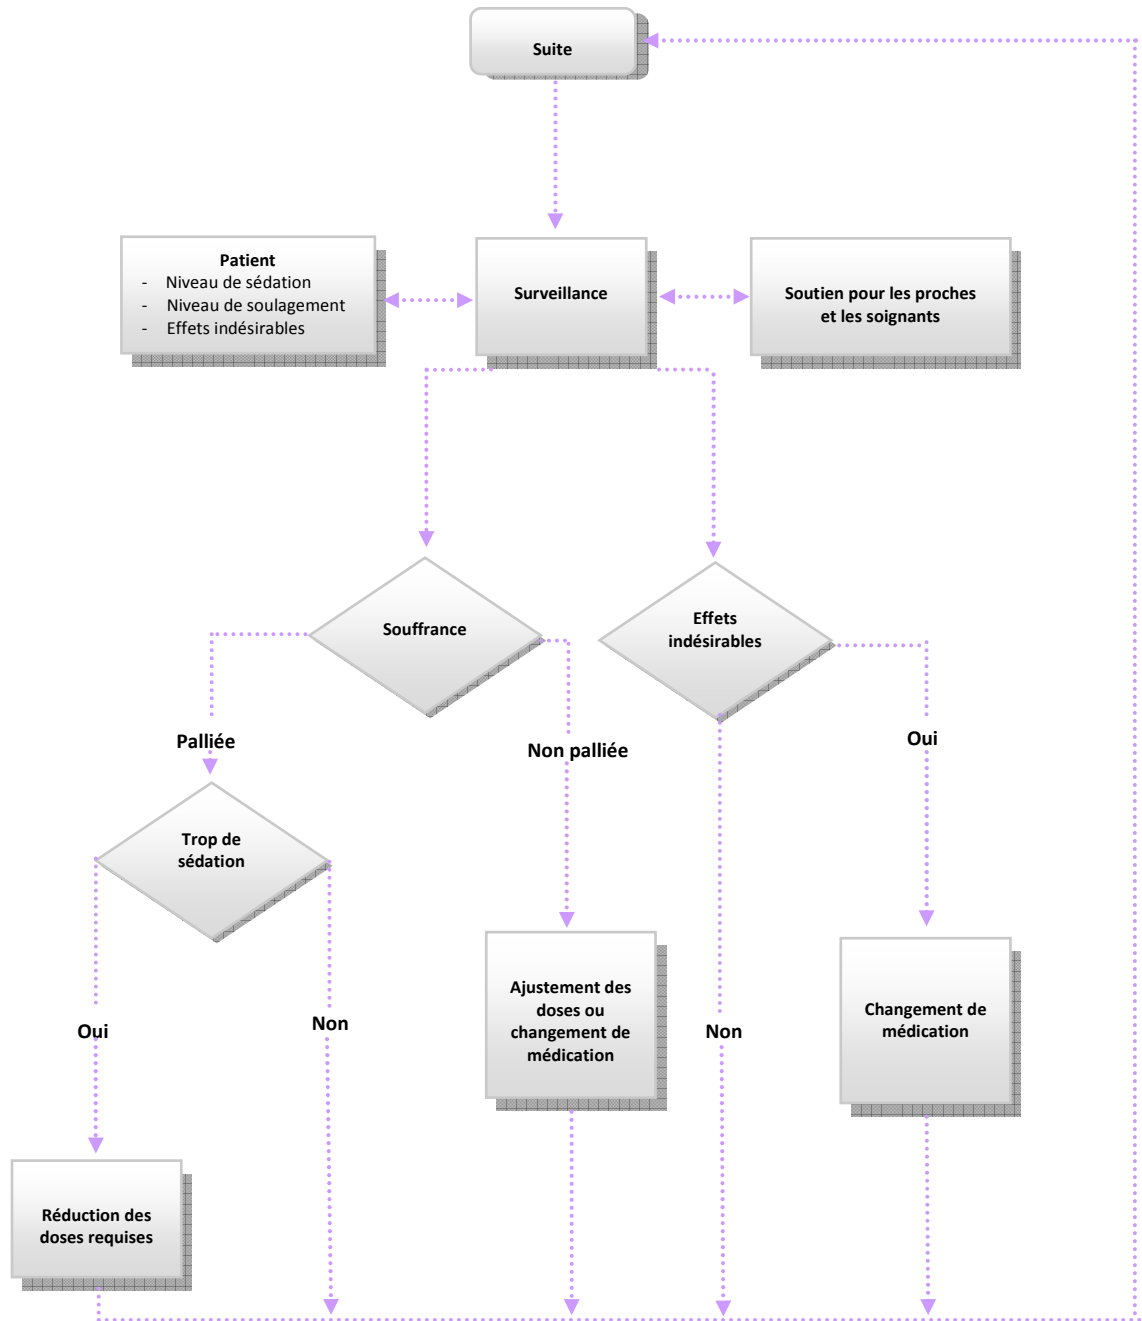 Suite
Patient
- Niveau de sédation
- Niveau de soulagement
- Effets indésirables
Surveillance
Soutien pour les proches
et les soignants
Souffrance
Effets
indésirables
Palliée
Non palliée
Oui
Trop de
sédation
Ajustement des
doses ou
changement de
médication
Changement de
médication
Oui
Non
Non
Réduction des
doses requises